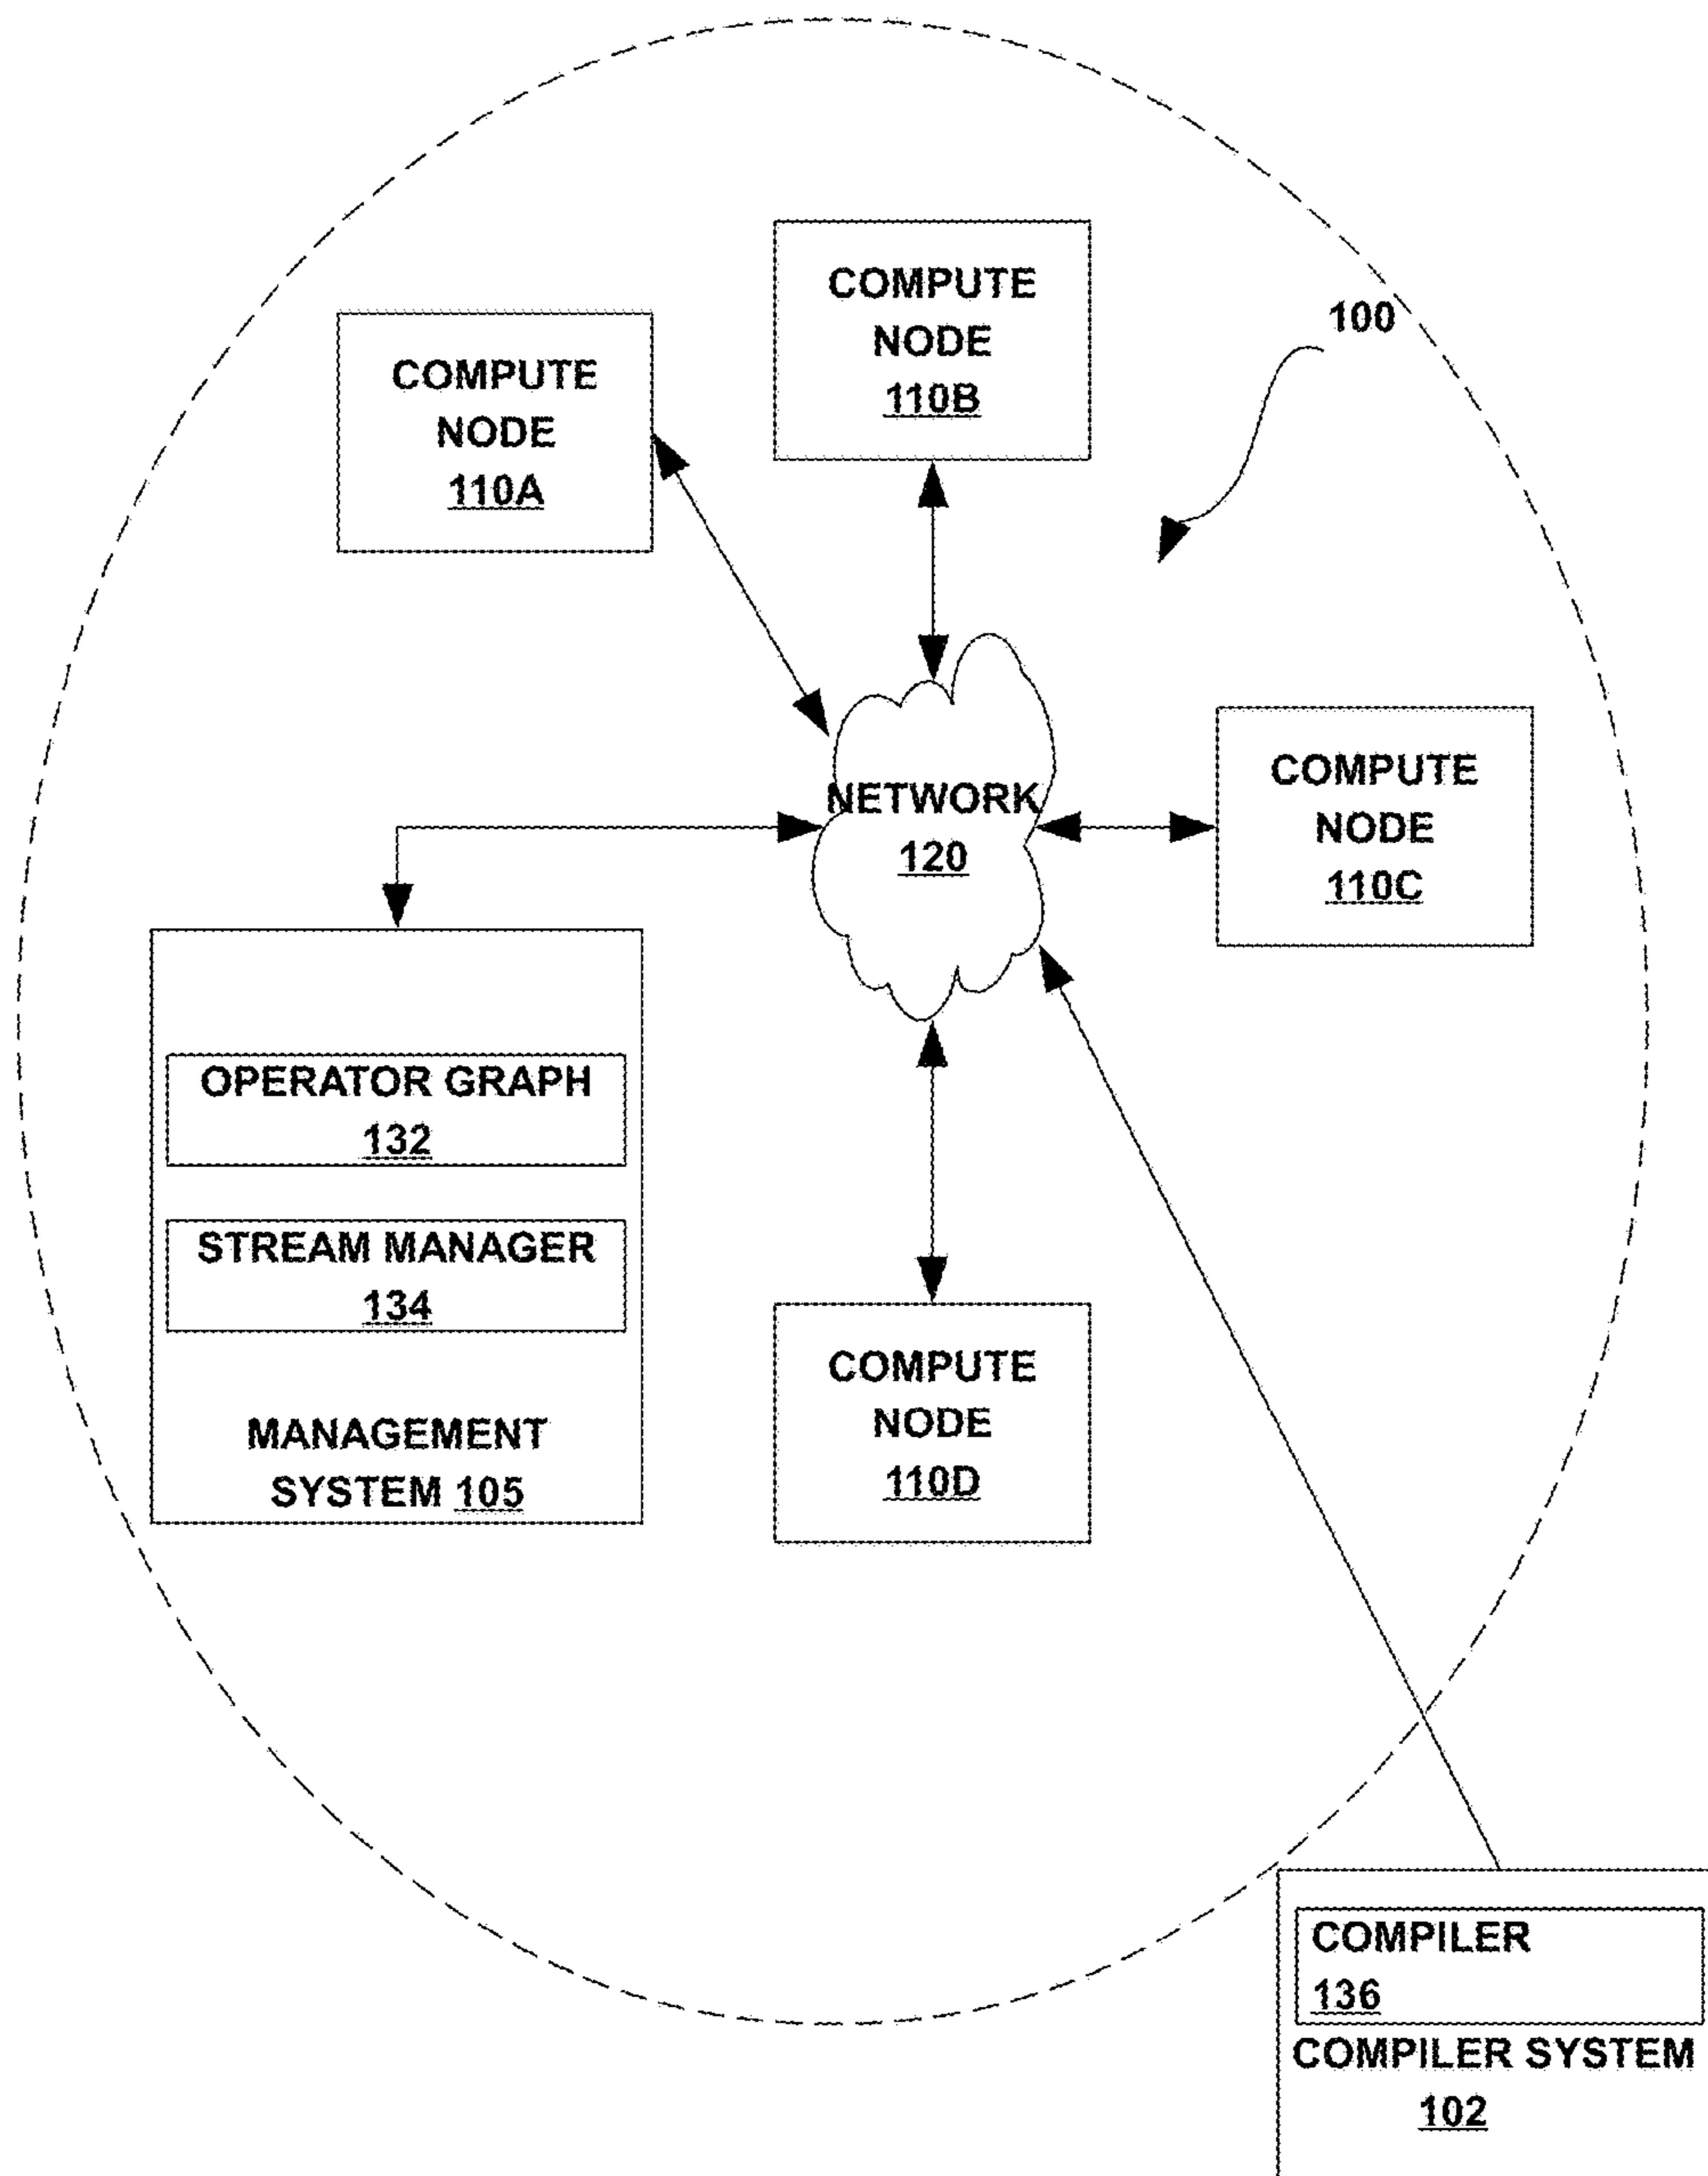 COMPUTE
NODE
110B
100
COMPUTE
NODE
110A
NETWORK
120
COMPUTE
NODE
110C
OPERATOR GRAPH
132
STREAM MANAGER
134
MANAGEMENT
SYSTEM 105
COMPUTE
NODE
110D
COMPILER
136
COMPILER SYSTEM
102